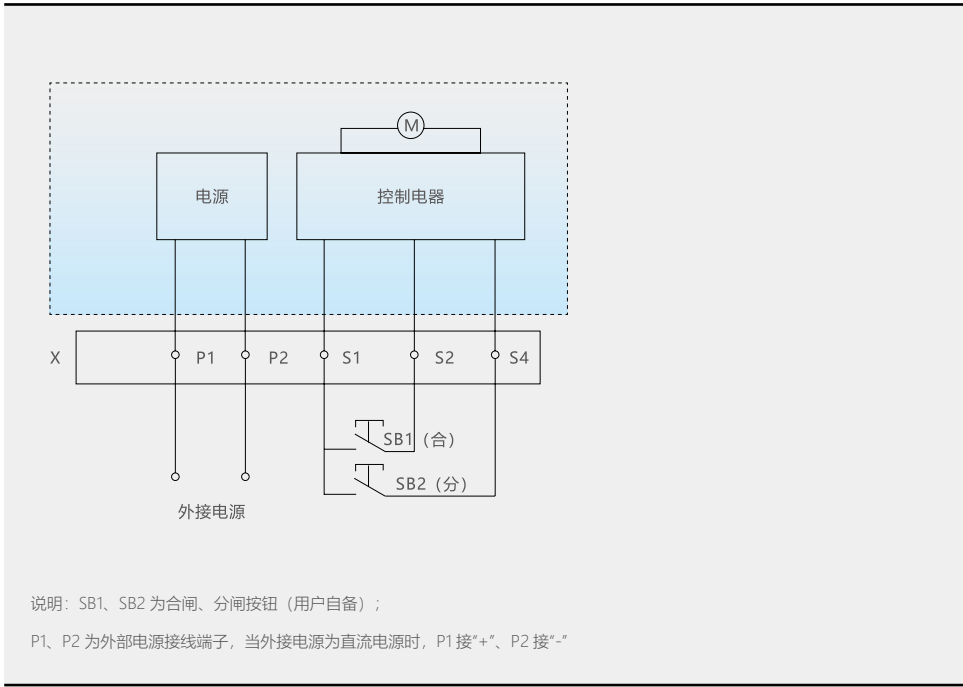 M
电源
控制电器
X
P1
P2
S1
S2
S4
SB1（合）
SB2（分）
外接电源
说明：SB1、SB2 为合闸、分闸按钮（用户自备）;
P1、P2 为外部电源接线端子，当外接电源为直流电源时，P1 接“+”、P2 接“-”